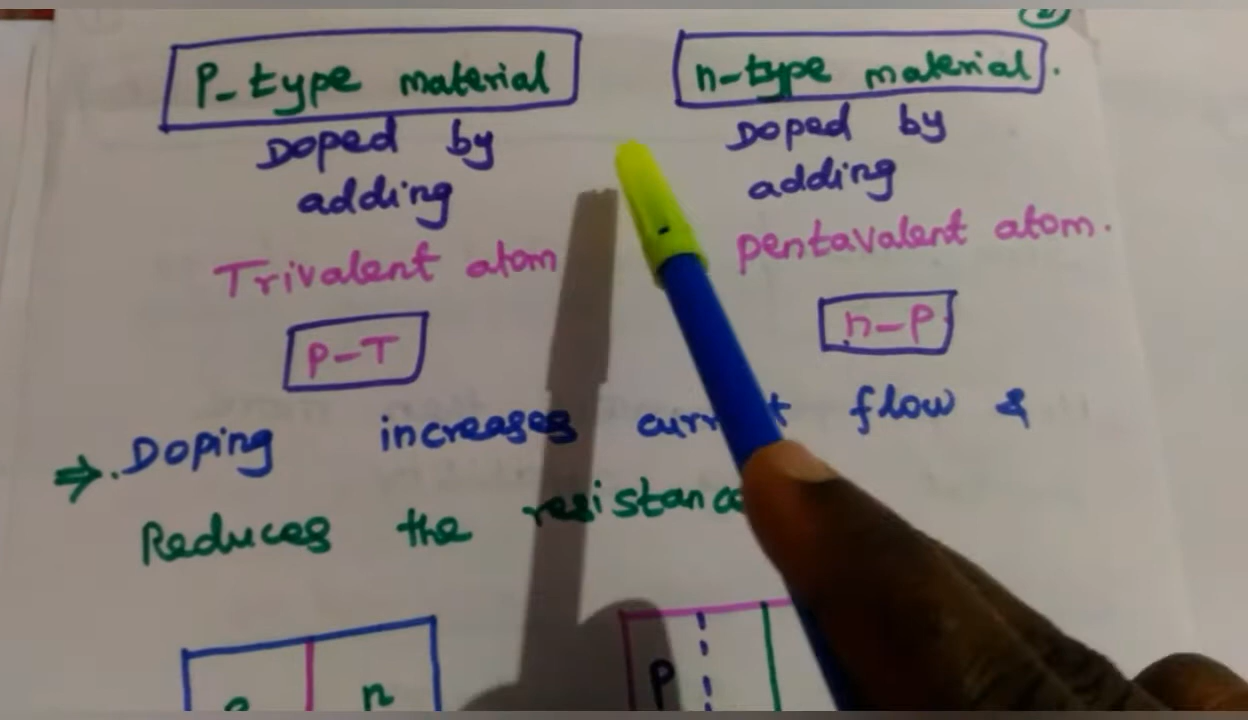 P-type material
Doped by
adding
Trivalent atom
P-T
n-type material.
Doped by
adding
pentavalent atom.
n-P
⇒. Doping increases flow &
Reduces the
P n
P